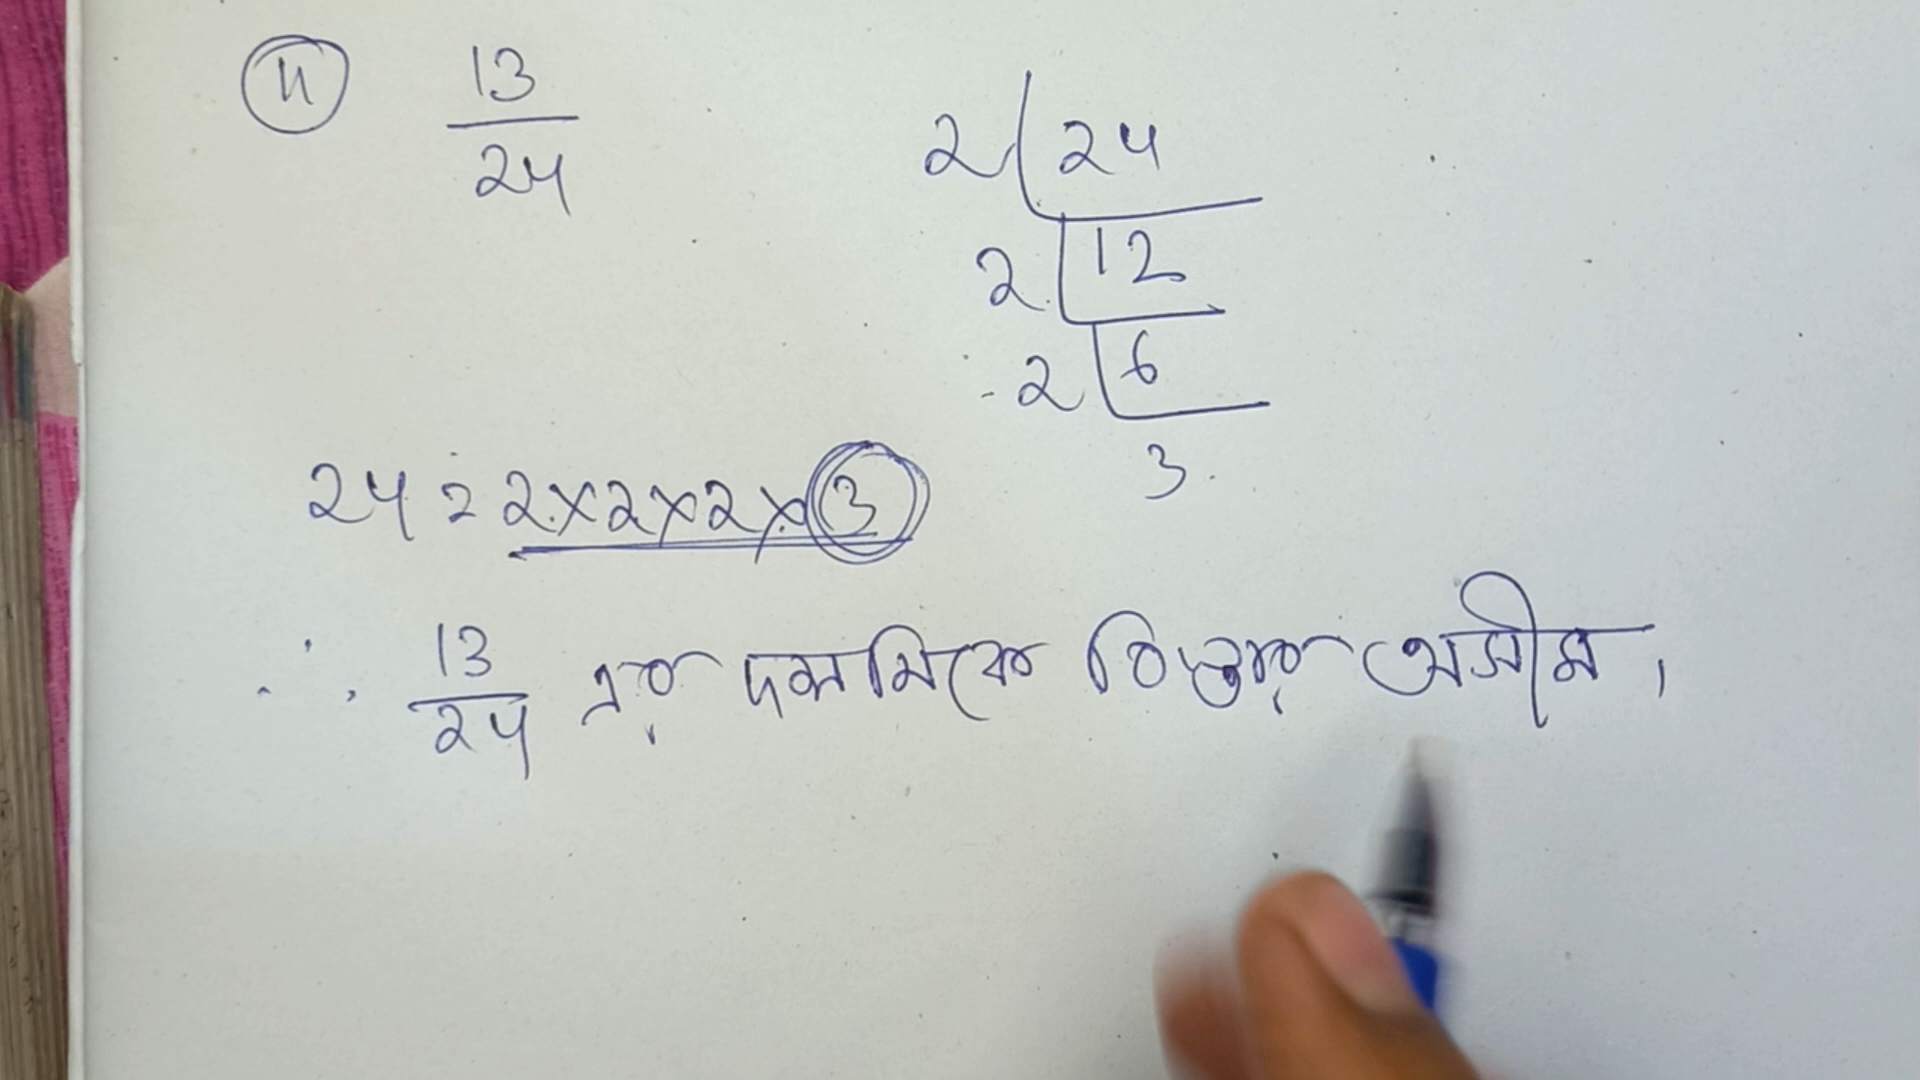 ii 13/24
2 | 24
2 | 12
2 | 6
3
24 = 2×2×2×3
∴ 13/24 এর দশমিকে বিস্তার অসীম।